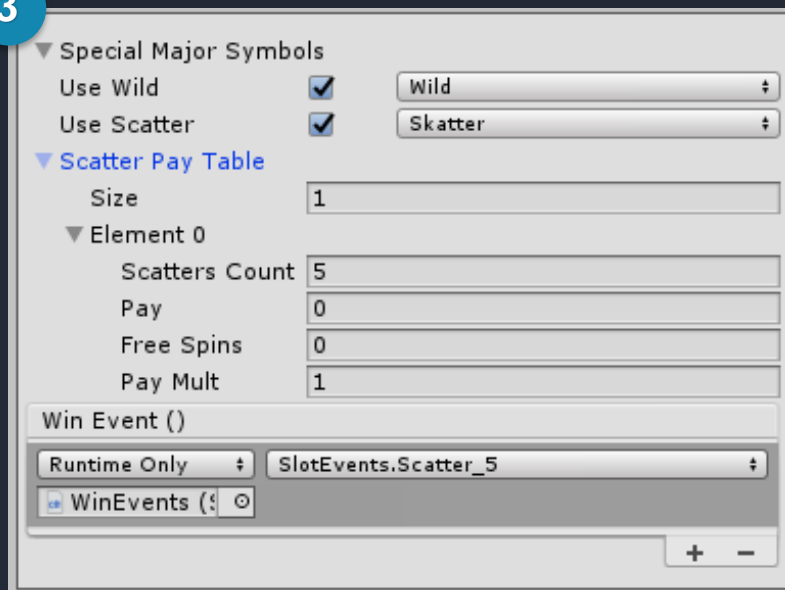 3
Special Major Symbols
Use Wild Wild
Use Scatter Skatter
Scatter Pay Table
Size 1
Element 0
Scatters Count 5
Pay 0
Free Spins 0
Pay Mult 1
Win Event ()
Runtime Only SlotEvents.Scatter_5
WinEvents (
+ −